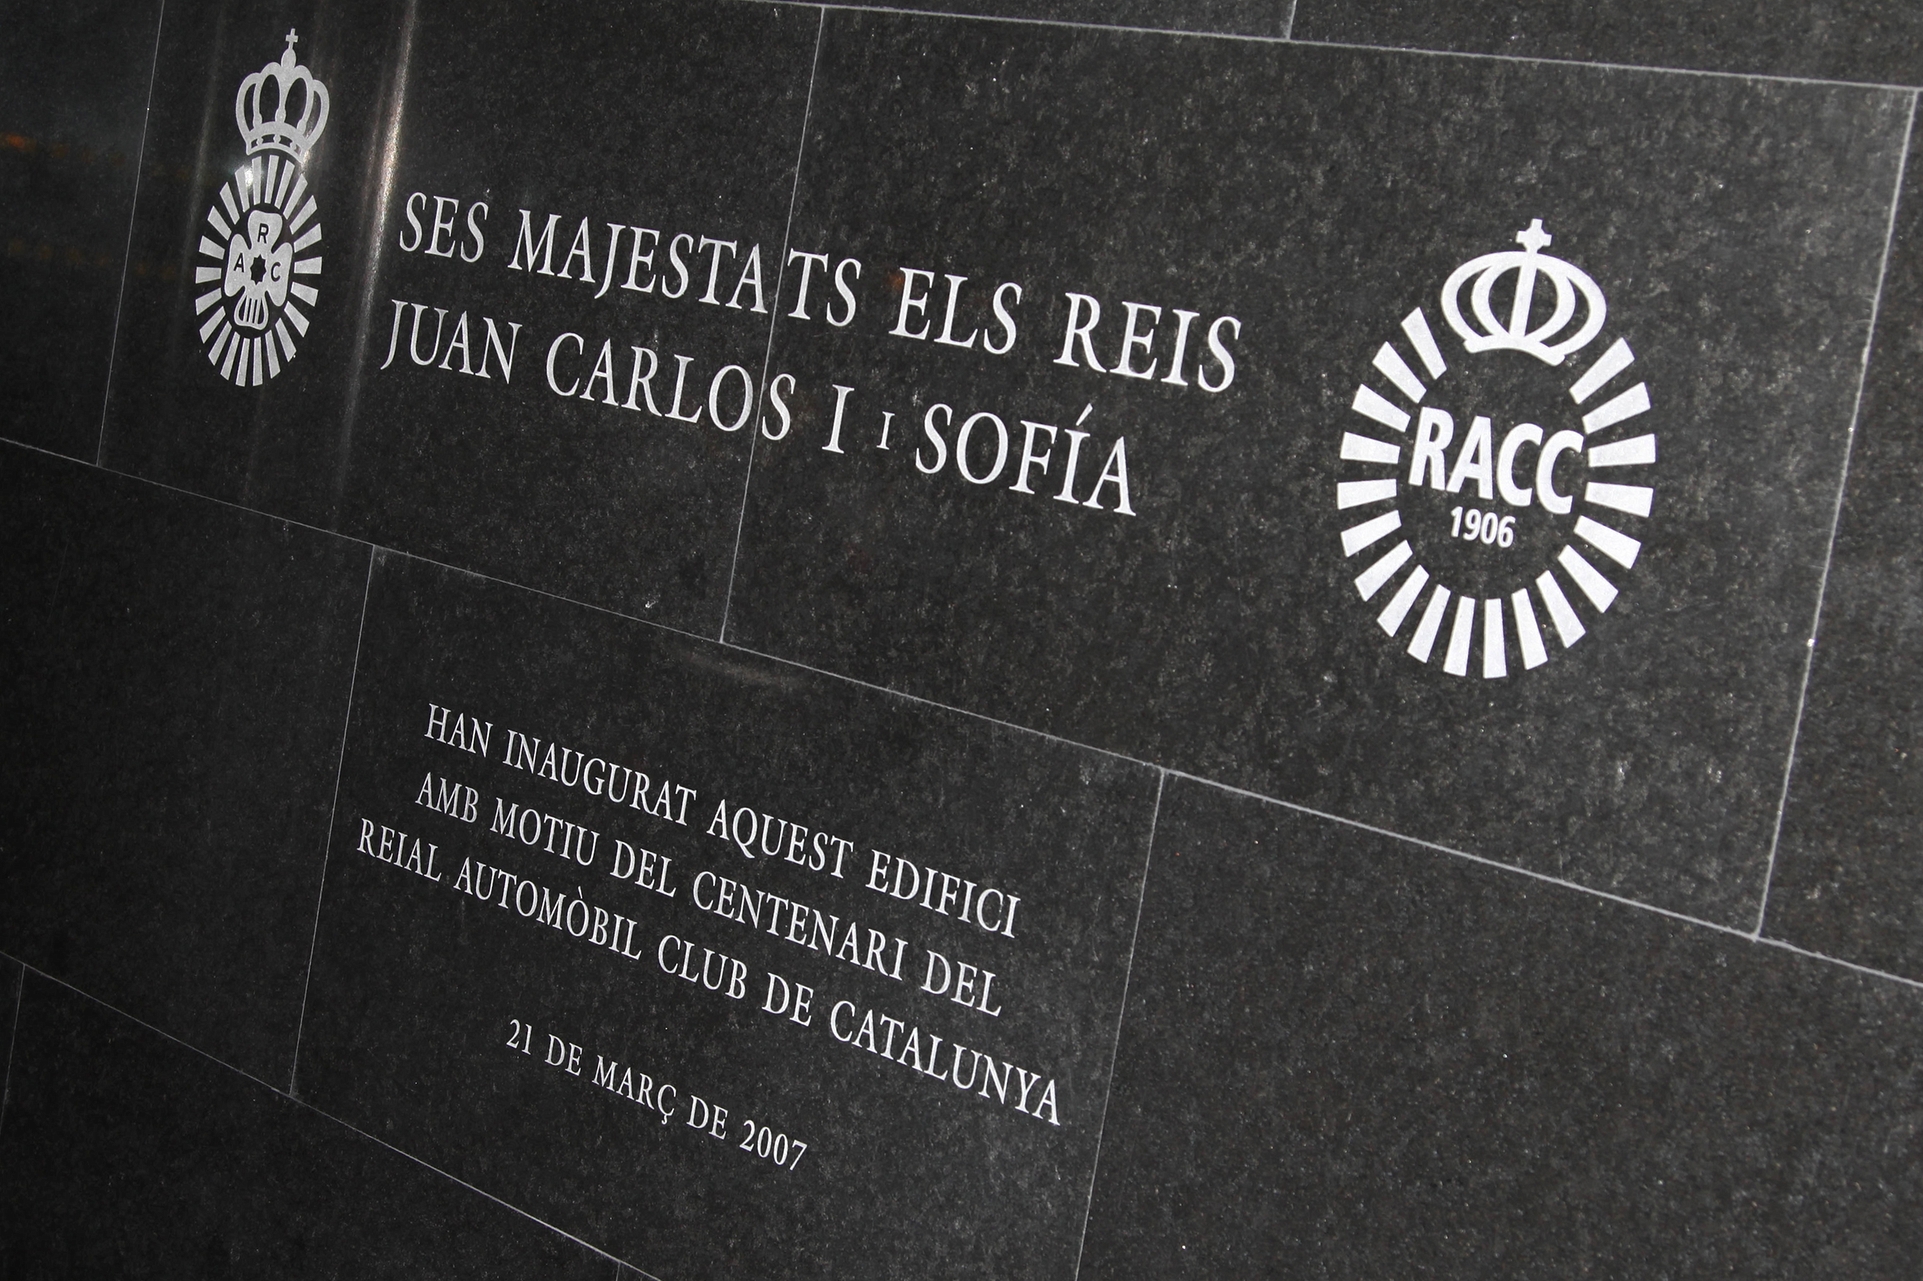 R
A C
SES MAJESTATS ELS REIS
JUAN CARLOS I I SOFÍA
RACC
1906
HAN INAUGURAT AQUEST EDIFICI
AMB MOTIU DEL CENTENARI DEL
REIAL AUTOMÒBIL CLUB DE CATALUNYA
21 DE MARÇ DE 2007